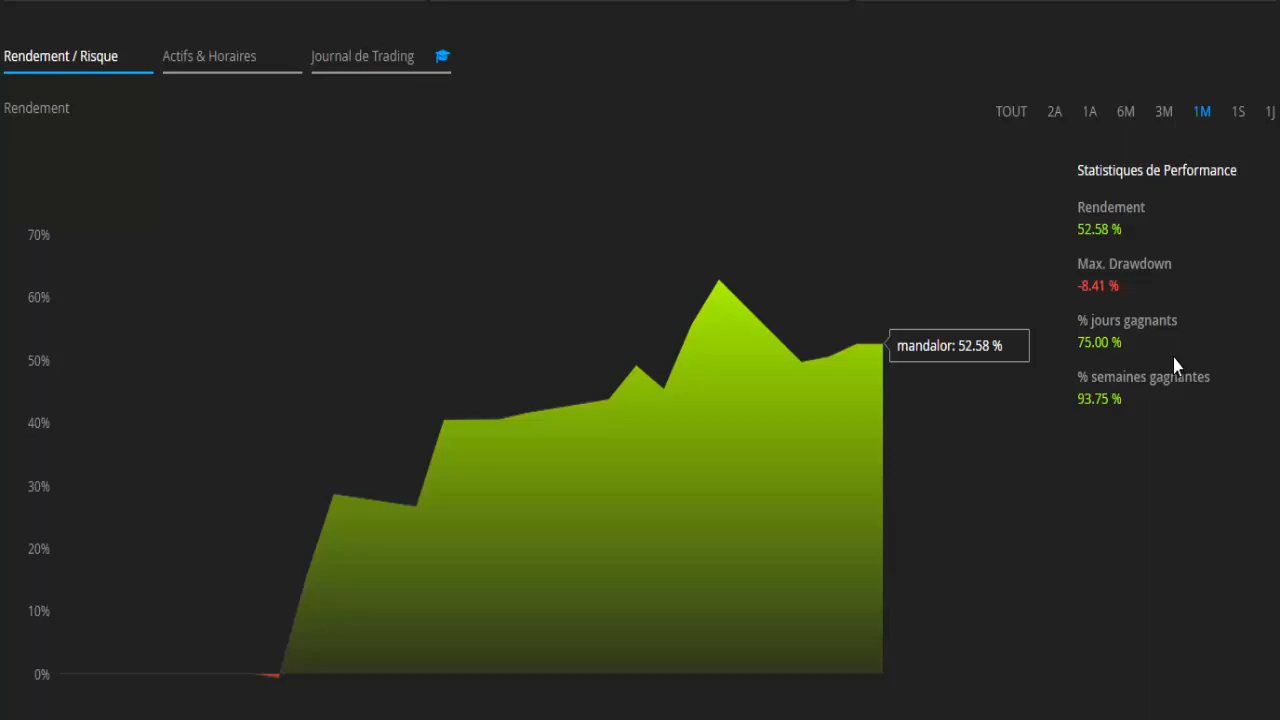 Rendement / Risque
Actifs & Horaires
Journal de Trading
Rendement
TOUT 2A 1A 6M 3M 1M 1S 1J
Statistiques de Performance
Rendement
52.58 %
Max. Drawdown
-8.41 %
% jours gagnants
75.00 %
% semaines gagnantes
93.75 %
70%
60%
50%
40%
30%
20%
10%
0%
mandalor: 52.58 %